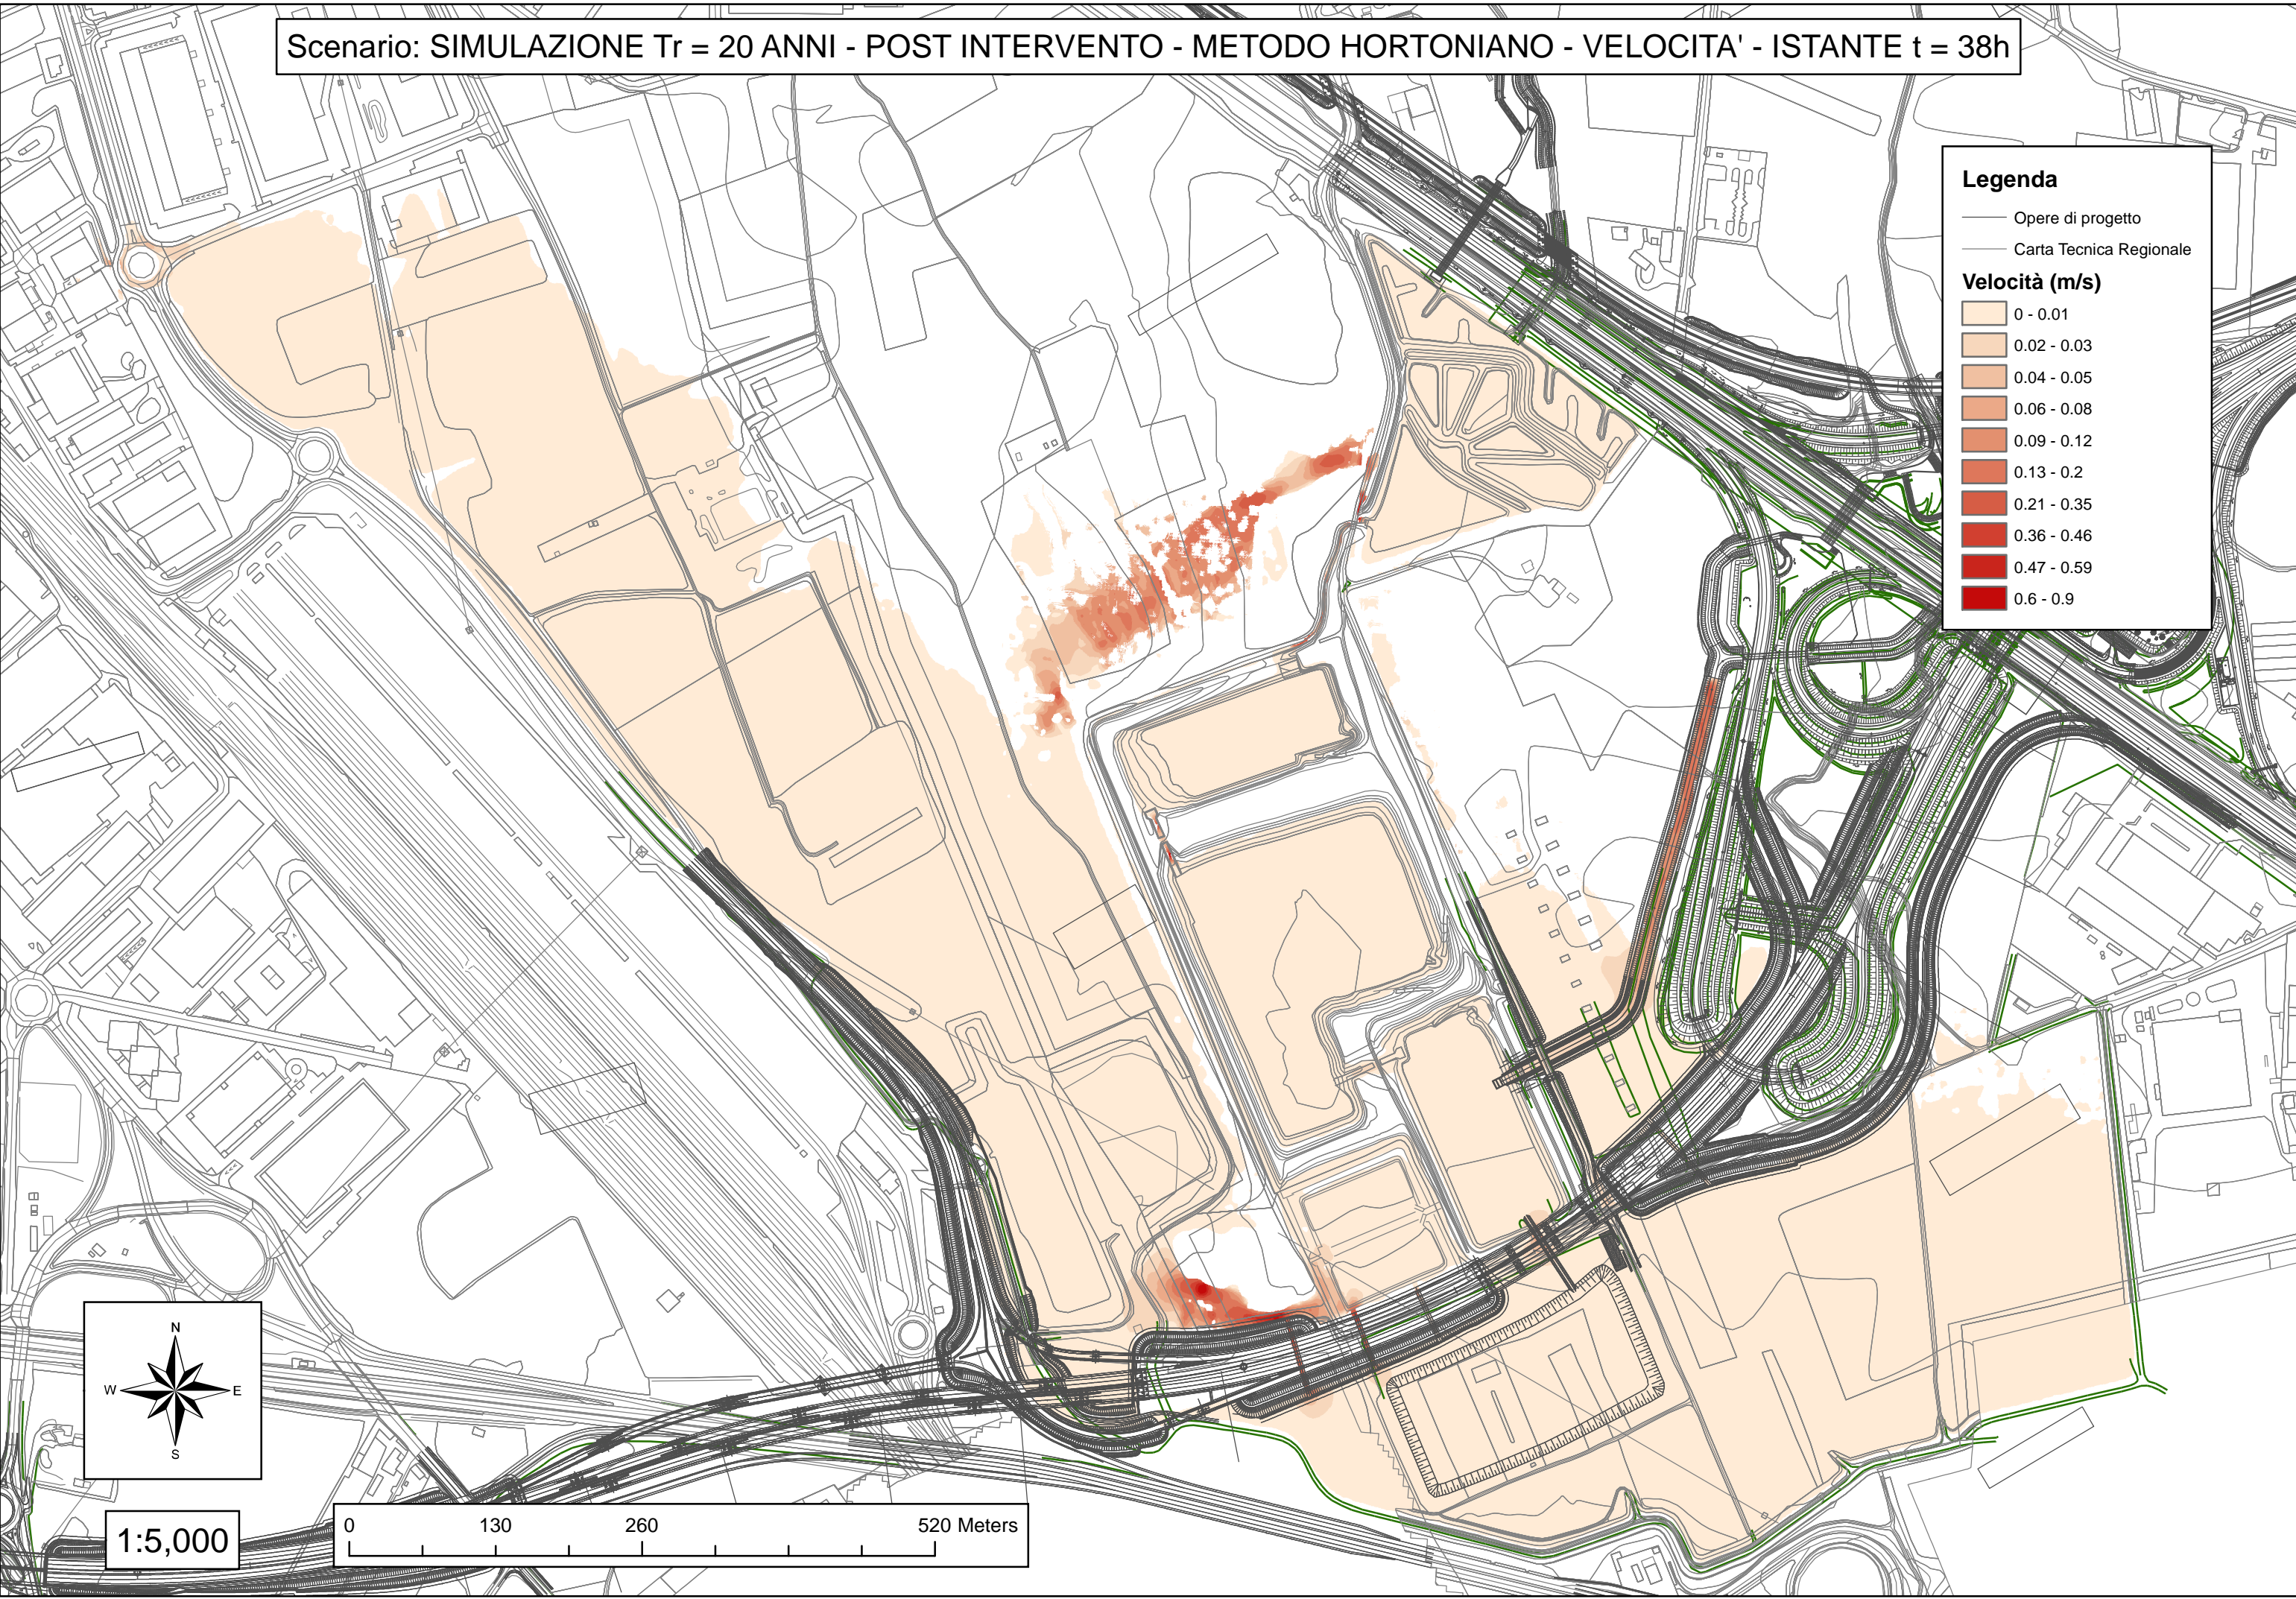 Scenario: SIMULAZIONE Tr = 20 ANNI - POST INTERVENTO - METODO HORTONIANO - VELOCITA' - ISTANTE t = 38h
Legenda
Opere di progetto
Carta Tecnica Regionale
Velocità (m/s)
0 - 0.01
0.02 - 0.03
0.04 - 0.05
0.06 - 0.08
0.09 - 0.12
0.13 - 0.2
0.21 - 0.35
0.36 - 0.46
0.47 - 0.59
0.6 - 0.9
N
W E
S
1:5,000
0 130 260 520 Meters